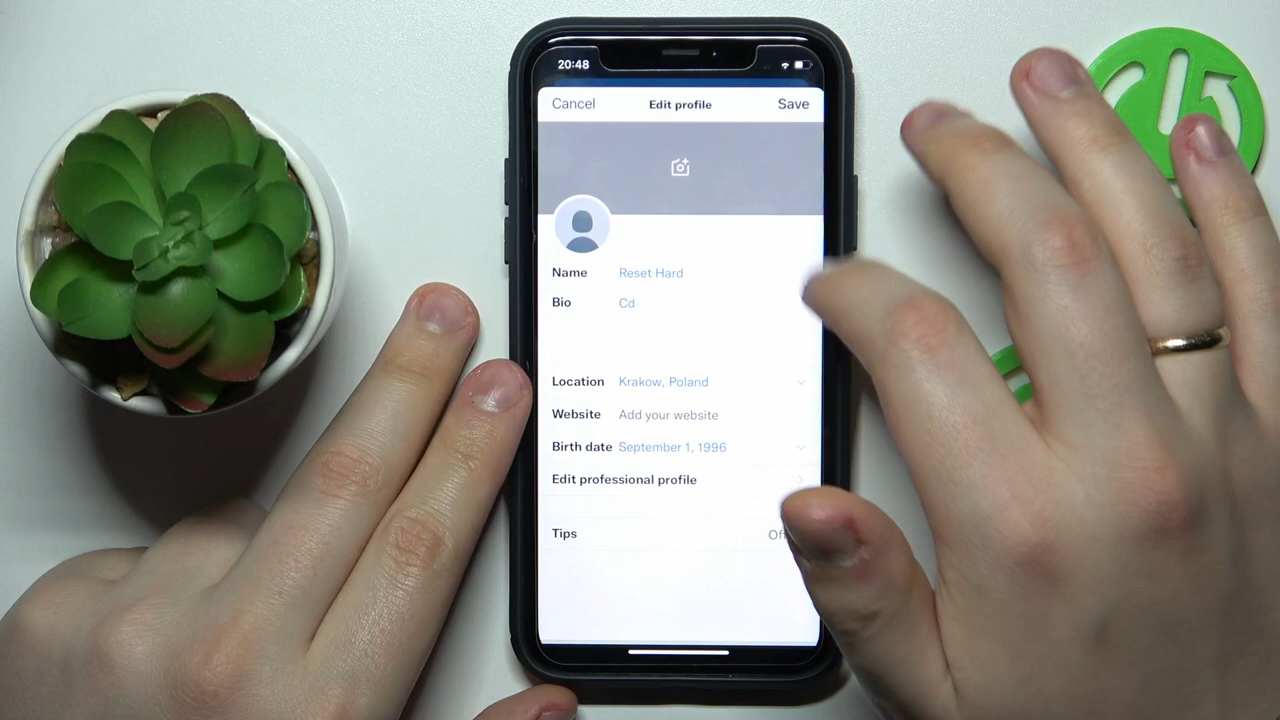 20:48
Cancel Edit profile Save
Name Reset Hard
Bio Cd
Location Krakow, Poland
Website Add your website
Birth date September 1, 1996
Edit professional profile
Tips